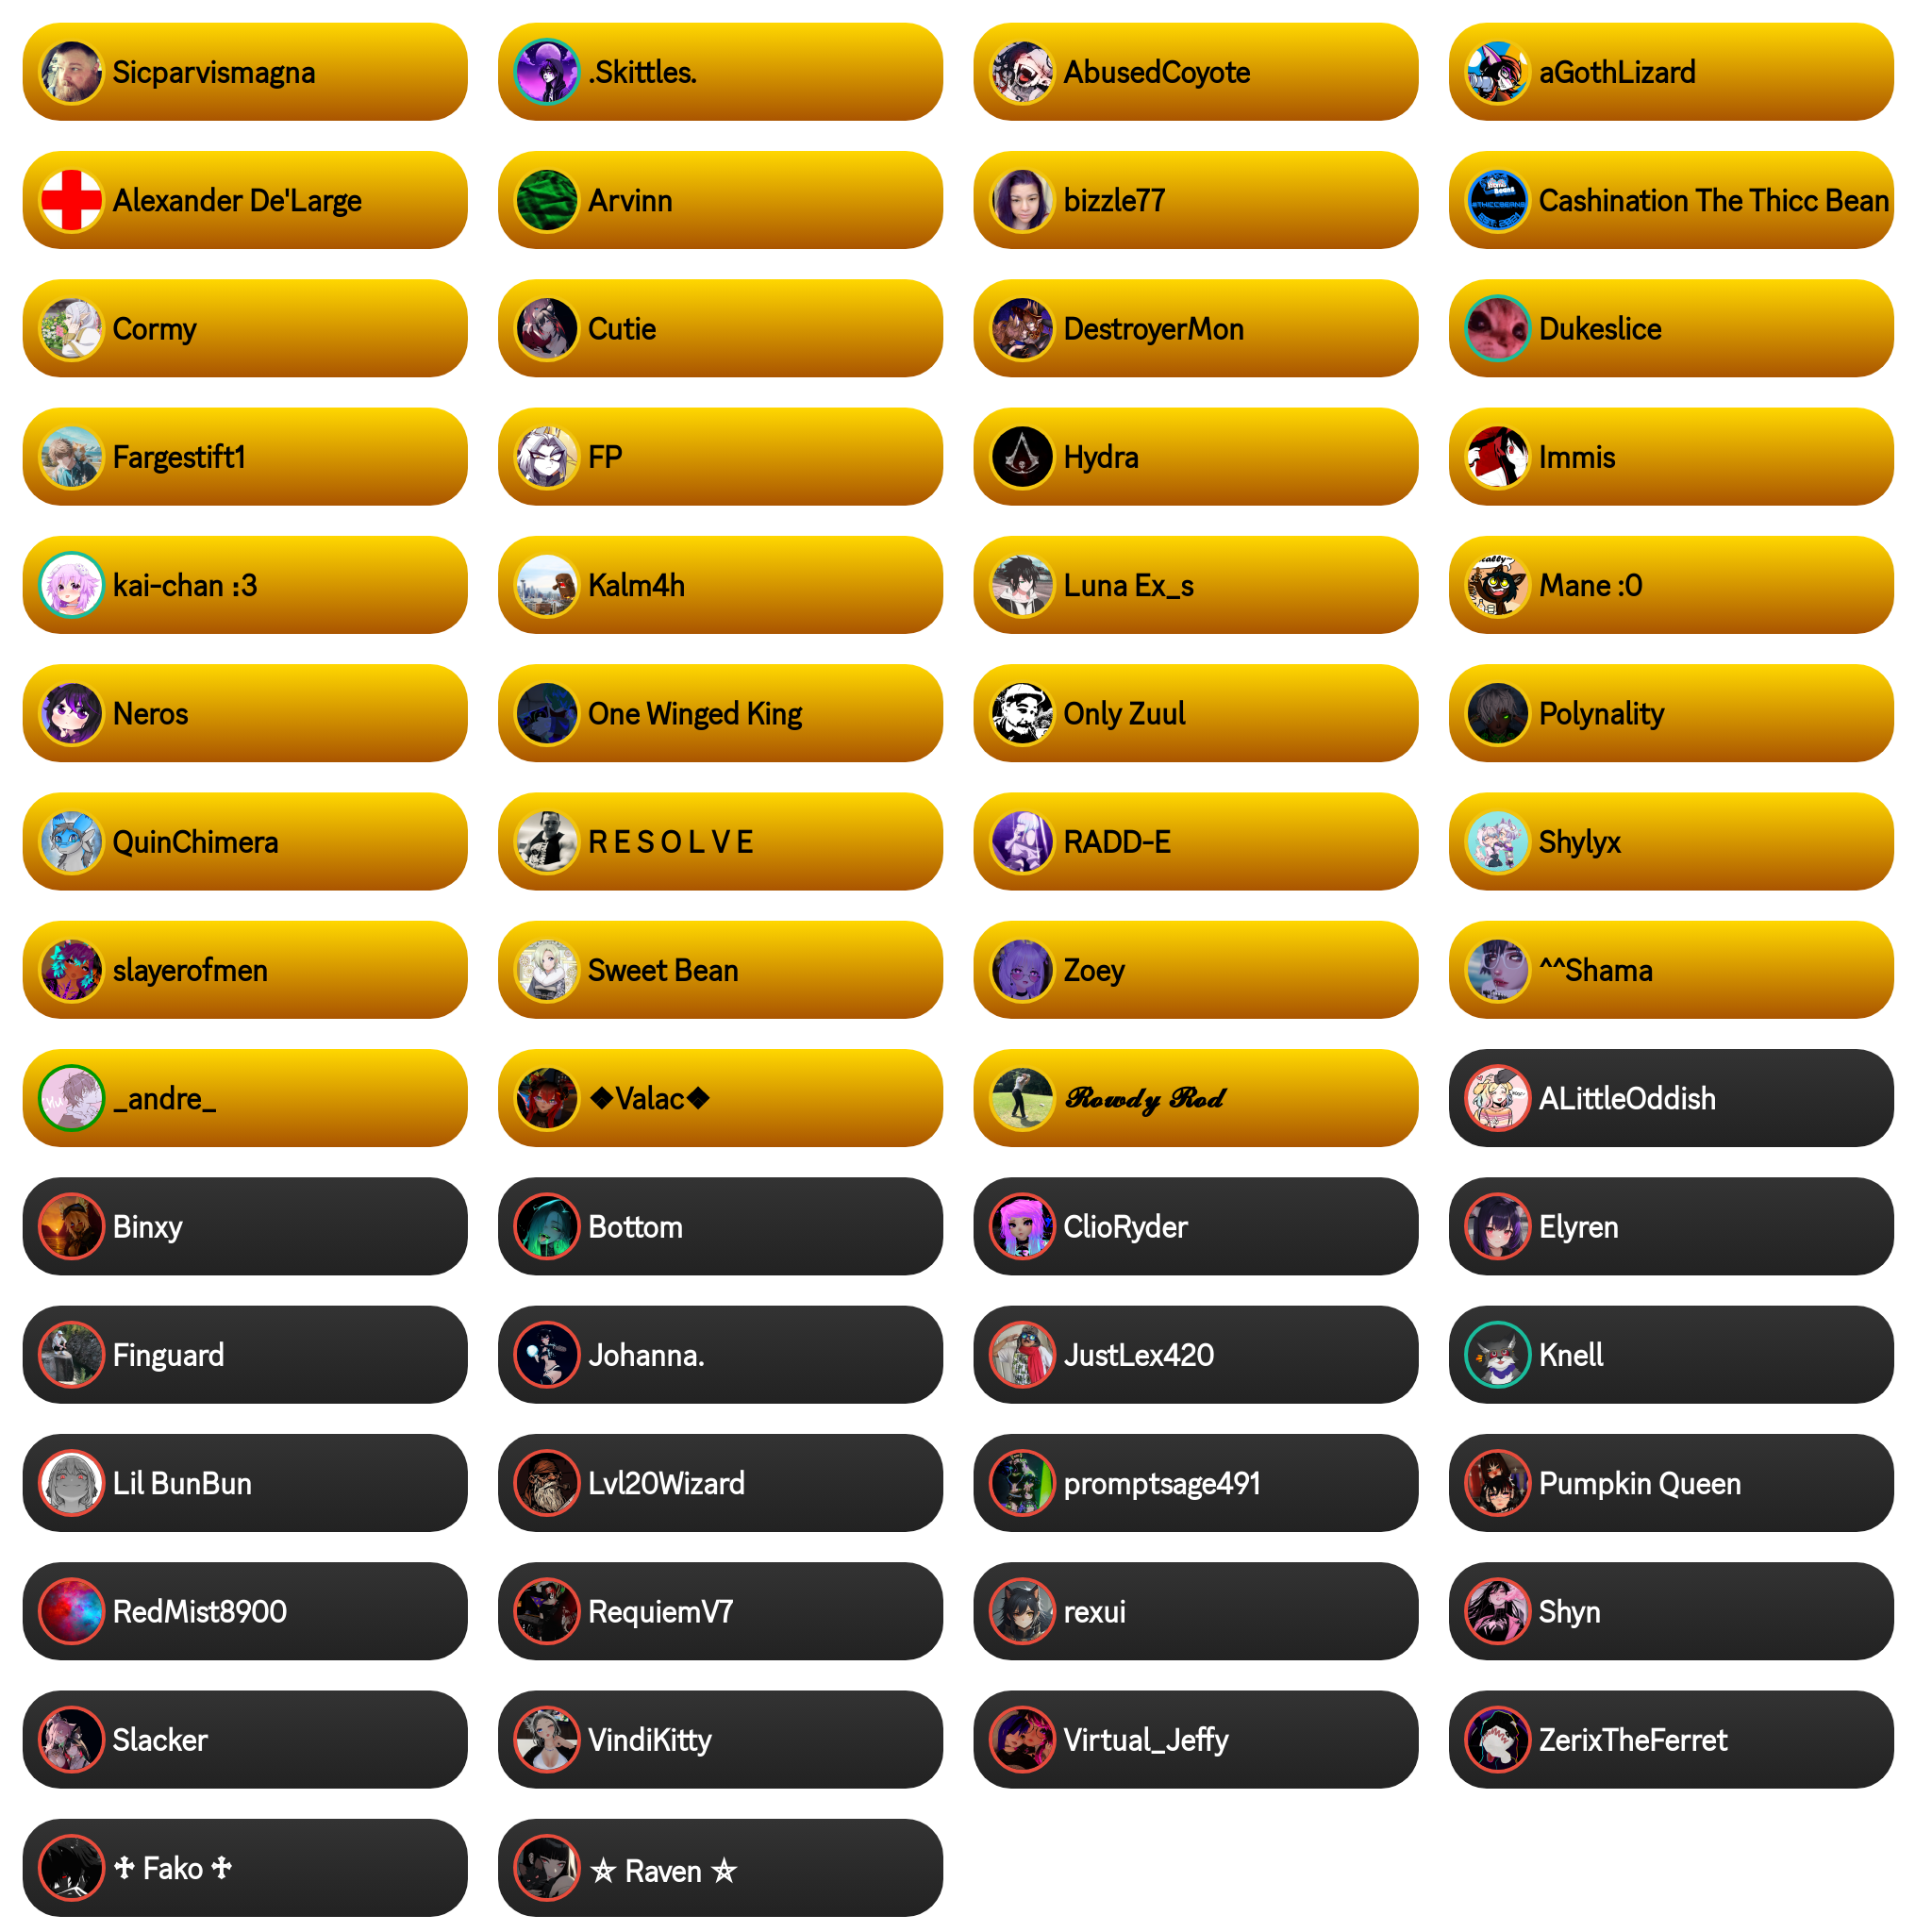 Sicparvismagna
.Skittles.
AbusedCoyote
aGothLizard
Alexander De'Large
Arvinn
bizzle77
Cashination The Thicc Bean
Cormy
Cutie
DestroyerMon
Dukeslice
Fargestift1
FP
Hydra
Immis
kai-chan :3
Kalm4h
Luna Ex_s
Mane :0
Neros
One Winged King
Only Zuul
Polynality
QuinChimera
R E S O L V E
RADD-E
Shylyx
slayerofmen
Sweet Bean
Zoey
^^Shama
_andre_
❖Valac❖
𝓡𝓸𝔀𝓭𝔂 𝓡𝓸𝓭
ALittleOddish
Binxy
Bottom
ClioRyder
Elyren
Finguard
Johanna.
JustLex420
Knell
Lil BunBun
Lvl20Wizard
promptsage491
Pumpkin Queen
RedMist8900
RequiemV7
rexui
Shyn
Slacker
VindiKitty
Virtual_Jeffy
ZerixTheFerret
♱ Fako ♱
⛤ Raven ⛤